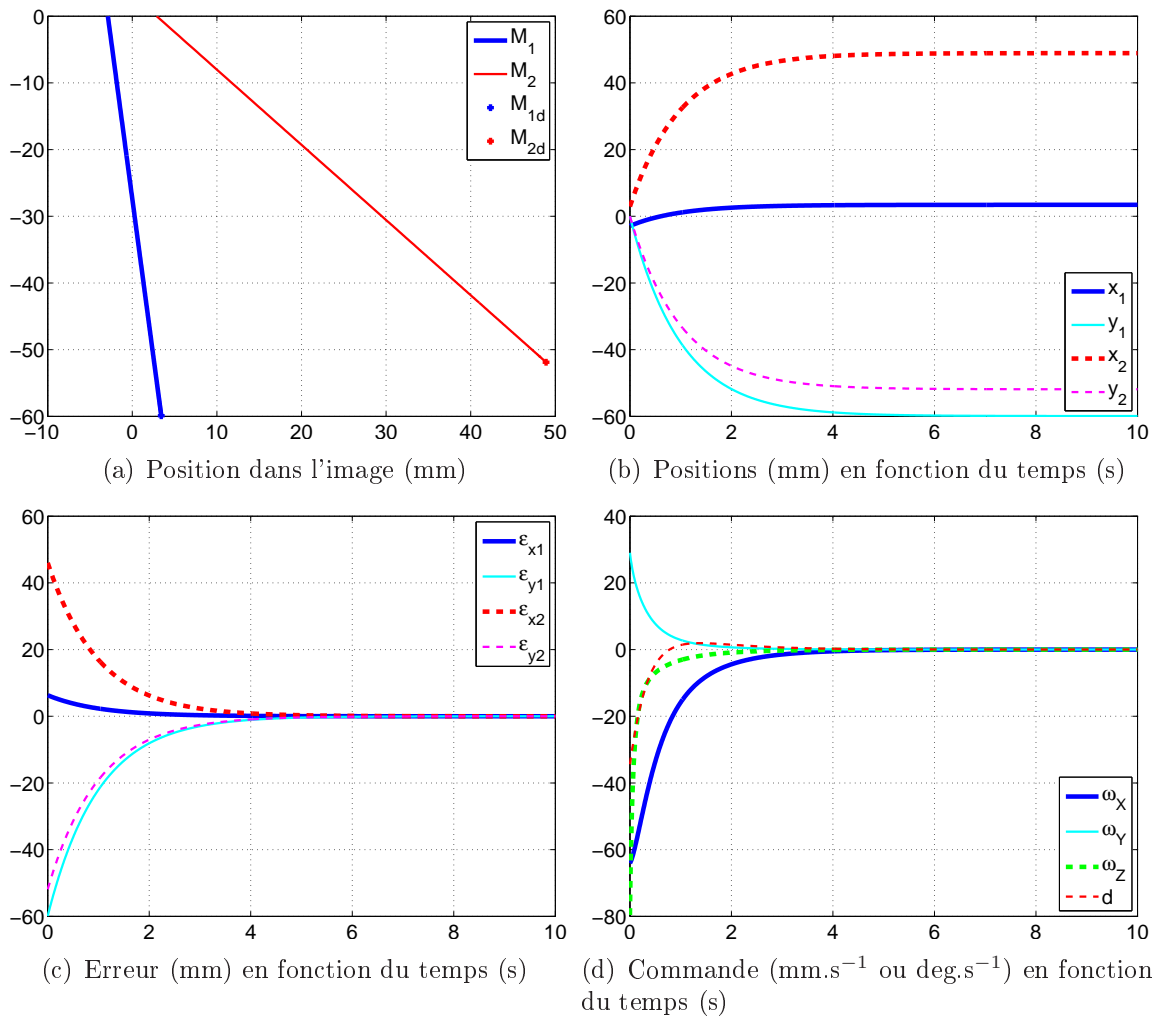 0
−10
−20
−30
−40
−50
−60
−10 0 10 20 30 40 50
M1
M2
M1d
M2d
(a) Position dans l'image (mm)
60
40
20
0
−20
−40
−60
0 2 4 6 8 10
x1
y1
x2
y2
(b) Positions (mm) en fonction du temps (s)
60
40
20
0
−20
−40
−60
0 2 4 6 8 10
εx1
εy1
εx2
εy2
(c) Erreur (mm) en fonction du temps (s)
40
20
0
−20
−40
−60
−80
0 2 4 6 8 10
ωX
ωY
ωZ
d
(d) Commande (mm.s−1 ou deg.s−1) en fonction
du temps (s)